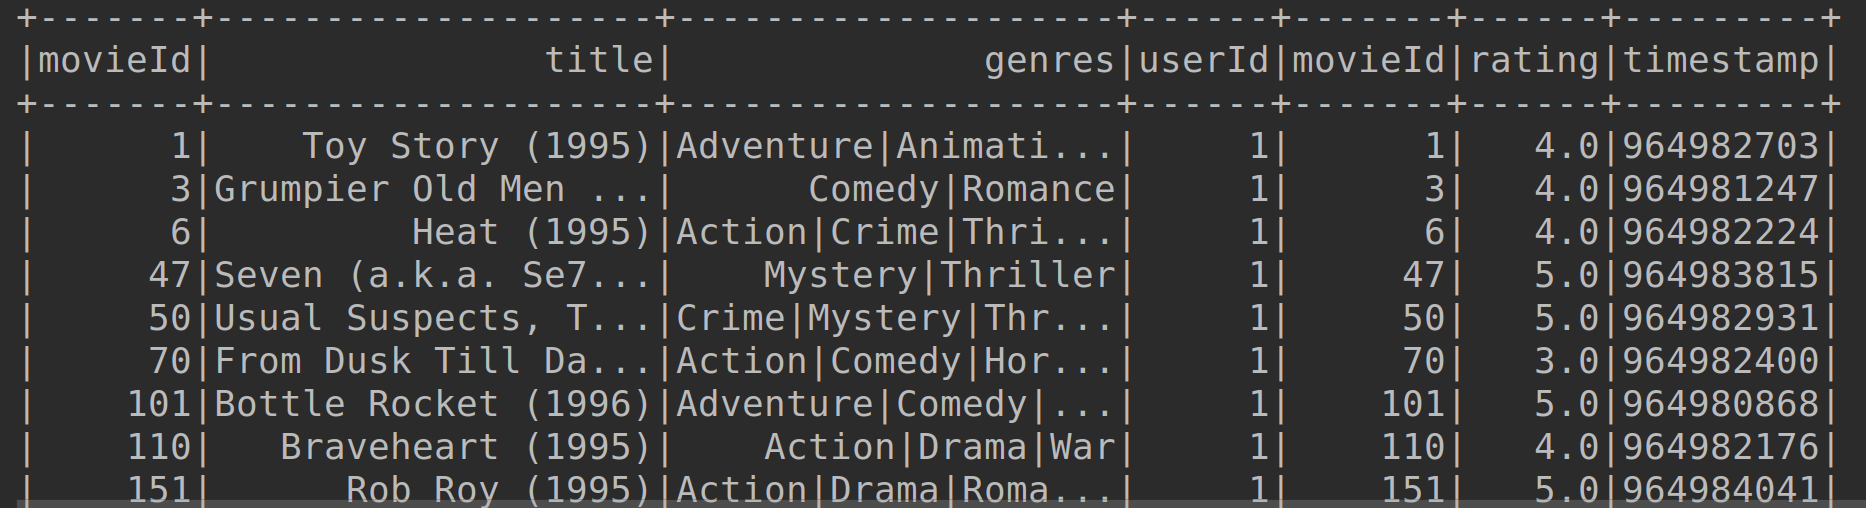 +-------+--------------------+--------------------+------+-------+------+---------+
|movieId|               title|              genres|userId|movieId|rating|timestamp|
+-------+--------------------+--------------------+------+-------+------+---------+
|      1|    Toy Story (1995)|Adventure|Animati...|     1|      1|   4.0|964982703|
|      3|Grumpier Old Men ...|      Comedy|Romance|     1|      3|   4.0|964981247|
|      6|         Heat (1995)|Action|Crime|Thri...|     1|      6|   4.0|964982224|
|     47|Seven (a.k.a. Se7...|    Mystery|Thriller|     1|     47|   5.0|964983815|
|     50|Usual Suspects, T...|Crime|Mystery|Thr...|     1|     50|   5.0|964982931|
|     70|From Dusk Till Da...|Action|Comedy|Hor...|     1|     70|   3.0|964982400|
|    101|Bottle Rocket (1996)|Adventure|Comedy|...|     1|    101|   5.0|964980868|
|    110|   Braveheart (1995)|    Action|Drama|War|     1|    110|   4.0|964982176|
|    151|      Rob Roy (1995)|Action|Drama|Roma...|     1|    151|   5.0|964984041|